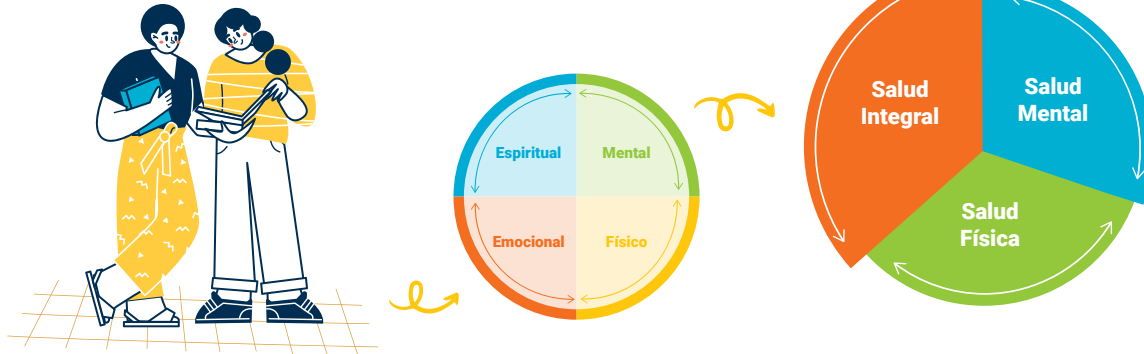 Espiritual
Mental
Emocional
Físico
Salud
Integral
Salud
Mental
Salud
Física